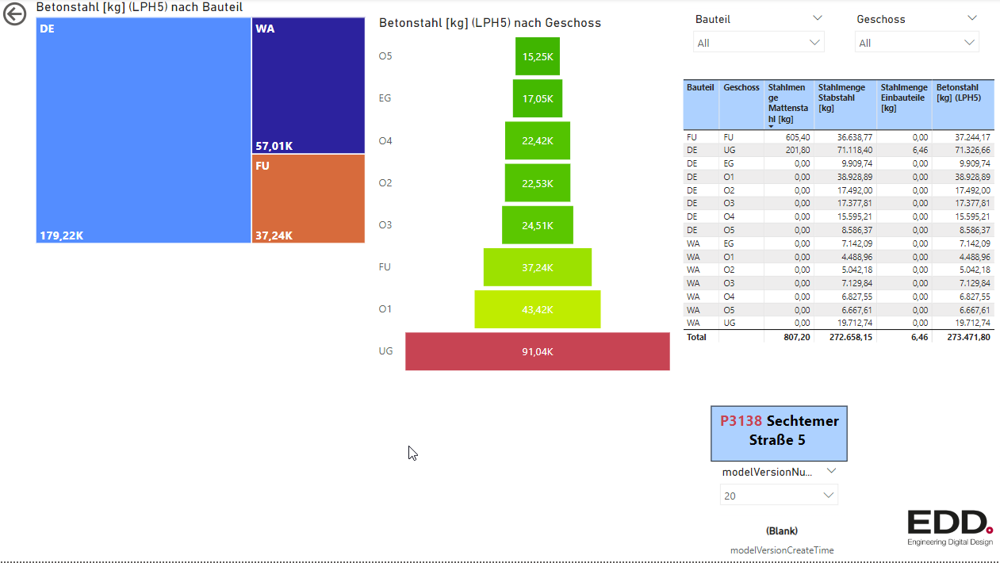 Betonstahl [kg] (LPH5) nach Bauteil
DE
179,22K
WA
57,01K
FU
37,24K
Betonstahl [kg] (LPH5) nach Geschoss
O5 15,25K
EG 17,05K
O4 22,42K
O2 22,53K
O3 24,51K
FU 37,24K
O1 43,42K
UG 91,04K
Bauteil
All
Geschoss
All
Bauteil Geschoss Stahlmen Stahlmenge Stahlmenge Betonstahl
ge Stabstahl Einbauteile [kg] (LPH5)
Mattensta [kg] [kg]
hl [kg]
FU FU 605,40 36.638,77 0,00 37.244,17
DE UG 201,80 71.118,40 6,46 71.326,66
DE EG 0,00 9.909,74 0,00 9.909,74
DE O1 0,00 38.928,89 0,00 38.928,89
DE O2 0,00 17.492,00 0,00 17.492,00
DE O3 0,00 17.377,81 0,00 17.377,81
DE O4 0,00 15.595,21 0,00 15.595,21
DE O5 0,00 8.586,37 0,00 8.586,37
WA EG 0,00 7.142,09 0,00 7.142,09
WA O1 0,00 4.488,96 0,00 4.488,96
WA O2 0,00 5.042,18 0,00 5.042,18
WA O3 0,00 7.129,84 0,00 7.129,84
WA O4 0,00 6.827,55 0,00 6.827,55
WA O5 0,00 6.667,61 0,00 6.667,61
WA UG 0,00 19.712,74 0,00 19.712,74
Total 807,20 272.658,15 6,46 273.471,80
P3138 Sechtemer
Straße 5
modelVersionNu...
20
(Blank)
modelVersionCreateTime
EDD.
Engineering Digital Design